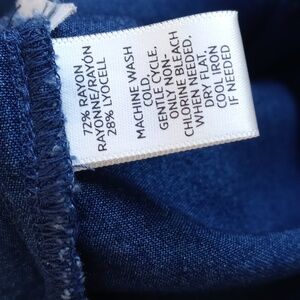 72% RAYON
RAYONNE/RAYÓN
28% LYOCELL
MACHINE WASH
COLD,
GENTLE CYCLE.
ONLY NON-
CHLORINE BLEACH
WHEN NEEDED.
DRY FLAT.
COOL IRON
IF NEEDED